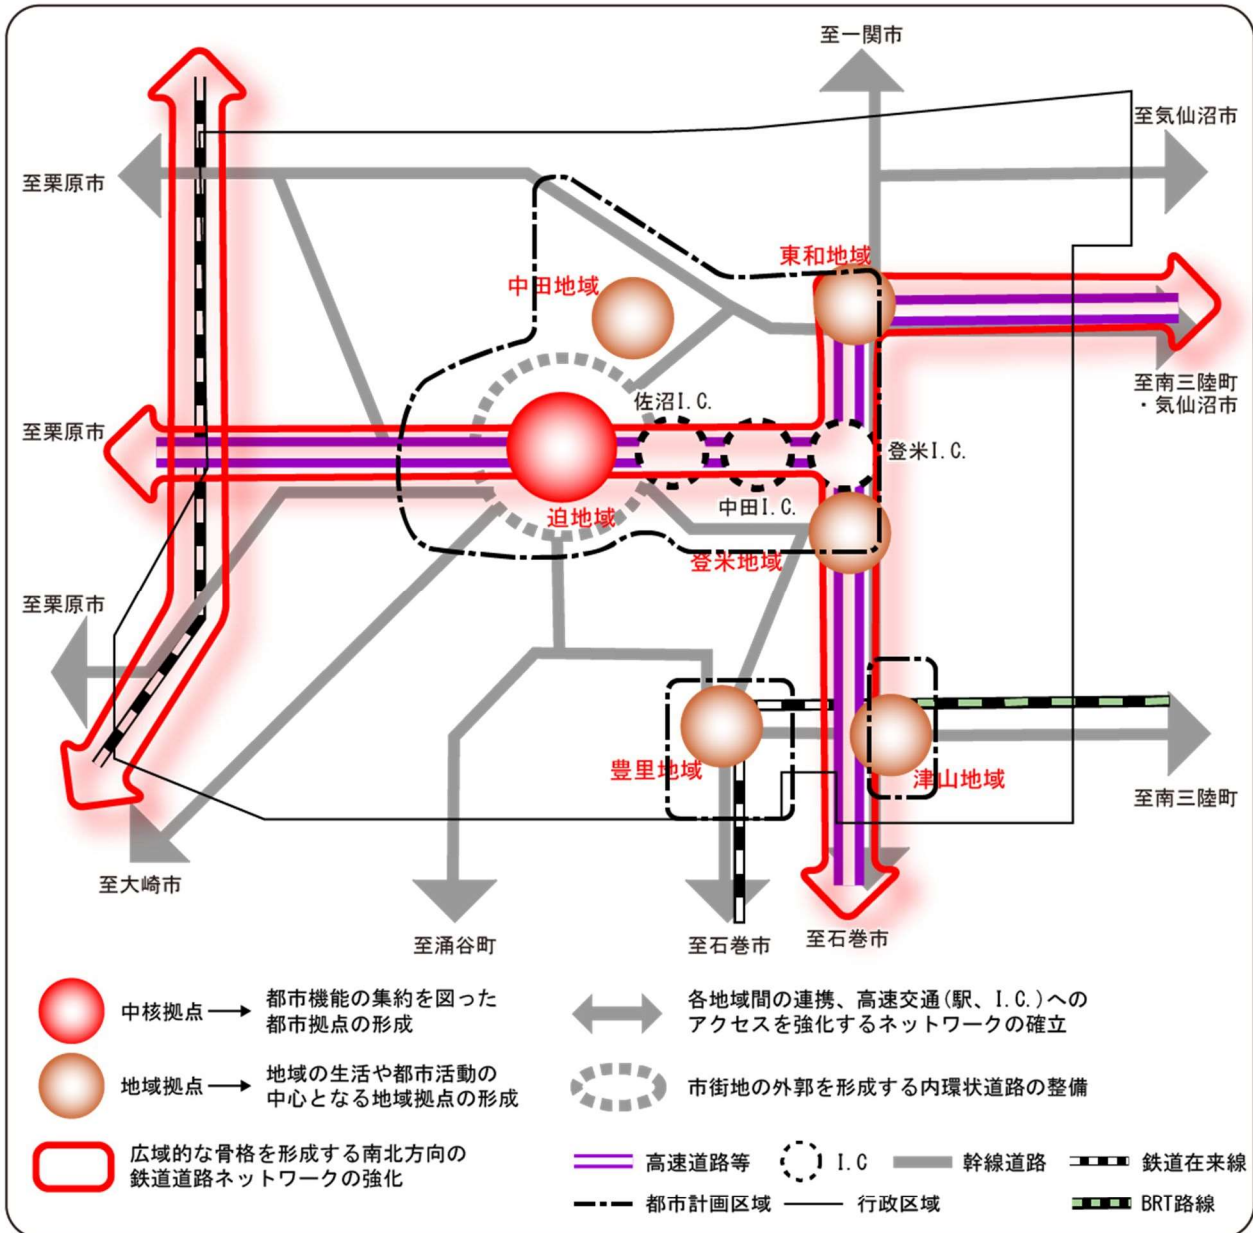 至一関市
至気仙沼市
至栗原市
東和地域
中田地域
至南三陸町
・気仙沼市
佐沼I.C.
至栗原市
登米I.C.
中田I.C.
迫地域
登米地域
至栗原市
豊里地域
津山地域
至南三陸町
至大崎市
至涌谷町
至石巻市
至石巻市
中核拠点
都市機能の集約を図った
都市拠点の形成
各地域間の連携、高速交通(駅、I.C.)への
アクセスを強化するネットワークの確立
地域拠点
地域の生活や都市活動の
中心となる地域拠点の形成
市街地の外郭を形成する内環状道路の整備
広域的な骨格を形成する南北方向の
鉄道道路ネットワークの強化
高速道路等
I.C
幹線道路
鉄道在来線
都市計画区域
行政区域
BRT路線